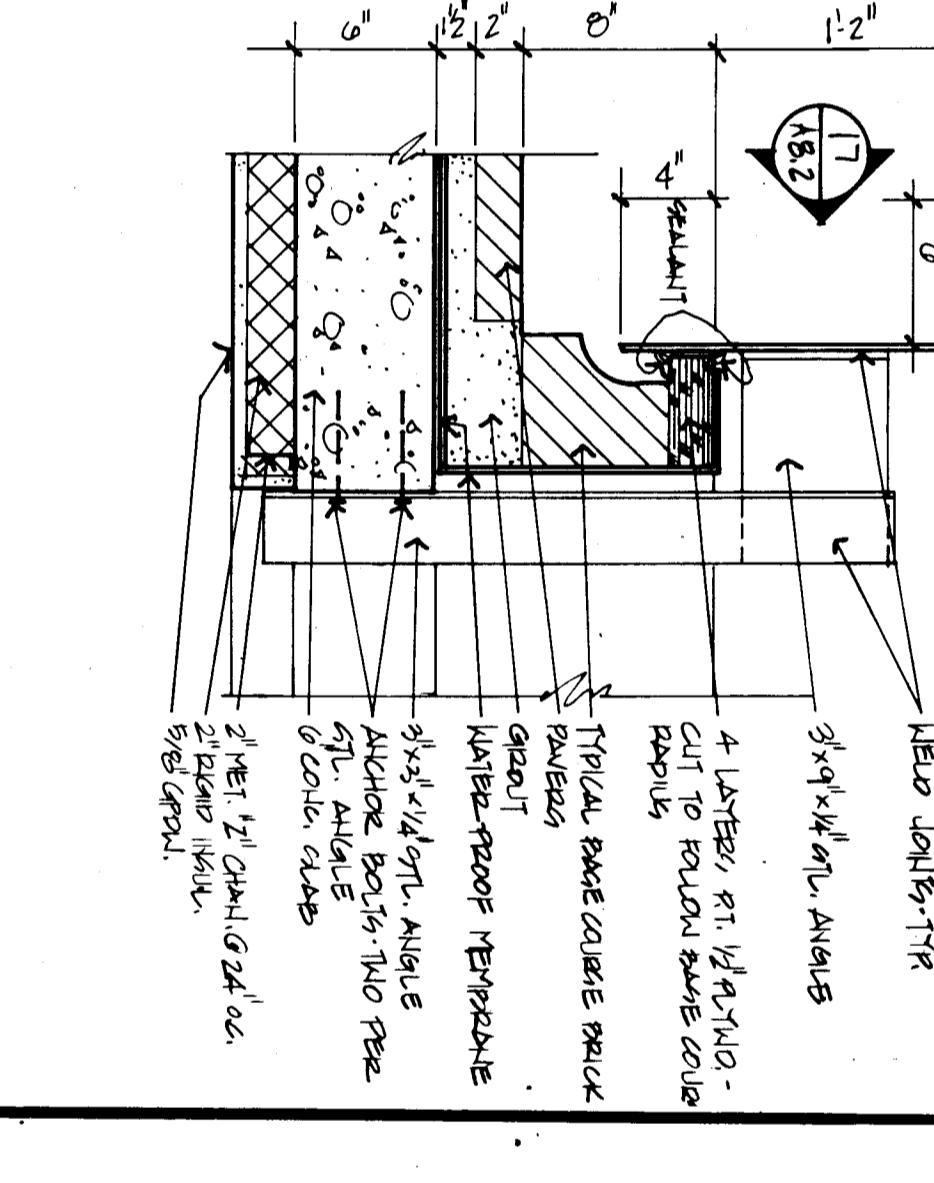 6"
1½"
2"
8"
1'-2"
17
A8.2
4"
SEALANT
WELD JOINTS-TYP.
3"x9"x1/4" STL. ANGLE
4 LAYERS, P.T. 1/2" PLYWD.-
CUT TO FOLLOW BASE COUR
RADIUS
TYPICAL BASE COURSE BRICK
PAVERS
GROUT
WATER-PROOF MEMBRANE
3"x3"x1/4" STL. ANGLE
ANCHOR BOLTS-TWO PER
STL. ANGLE
6" CONC. SLAB
2" MET. "Z" CHAN. @ 24" OC.
2" RIGID INSUL.
5/8" GPDW.